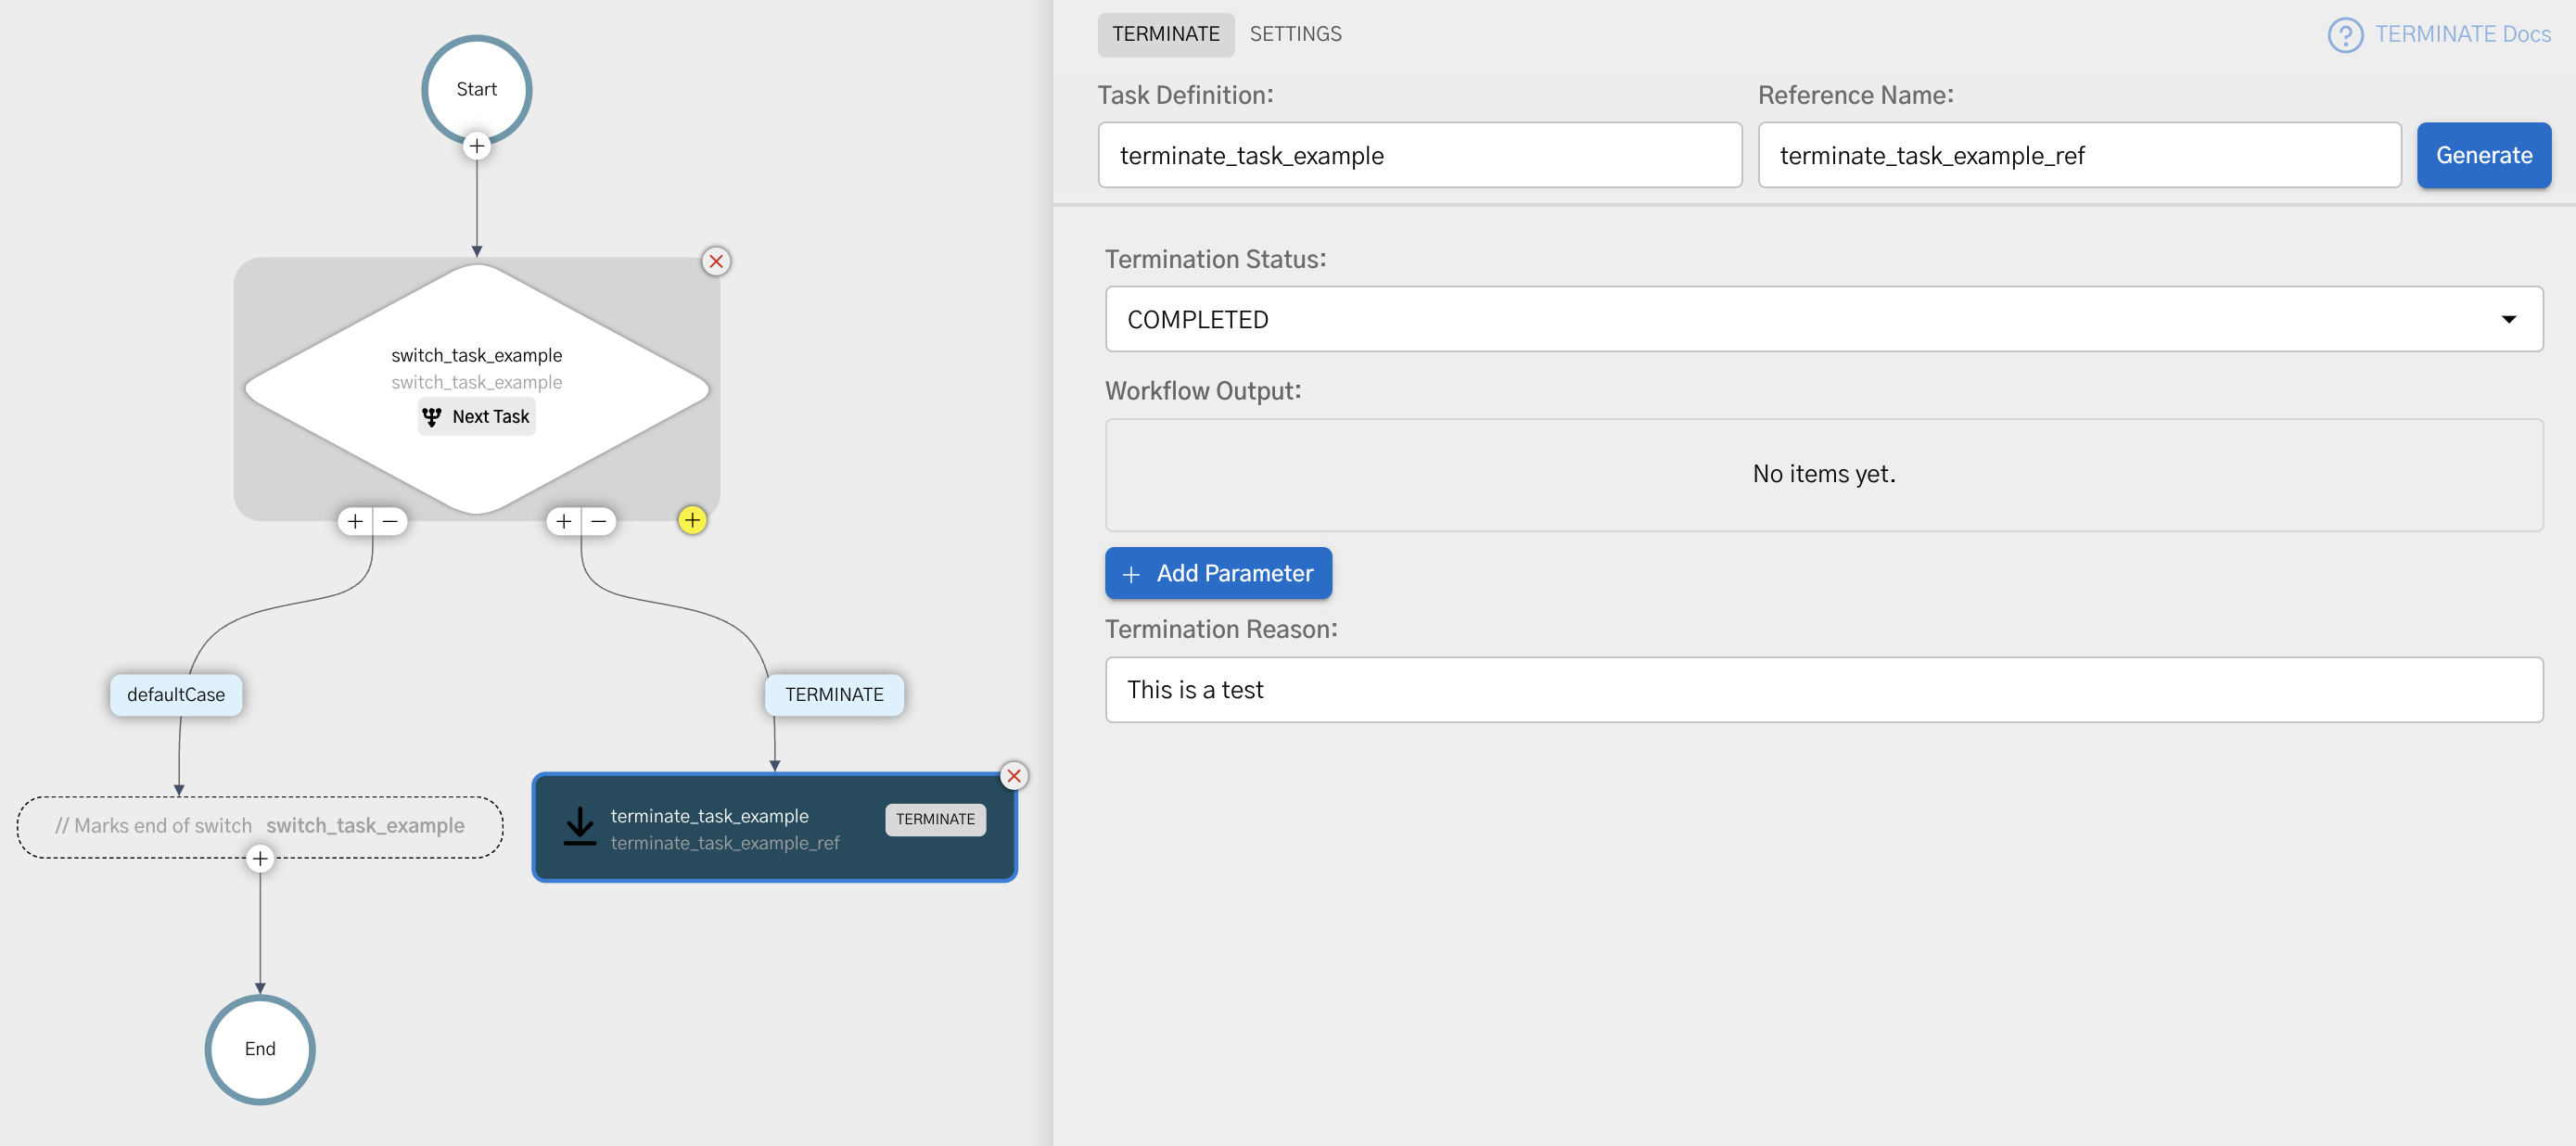 Start
switch_task_example
switch_task_example
Next Task
defaultCase
TERMINATE
// Marks end of switch switch_task_example
terminate_task_example
terminate_task_example_ref
TERMINATE
End
TERMINATE SETTINGS
TERMINATE Docs
Task Definition:
terminate_task_example
Reference Name:
terminate_task_example_ref
Generate
Termination Status:
COMPLETED
Workflow Output:
No items yet.
+ Add Parameter
Termination Reason:
This is a test